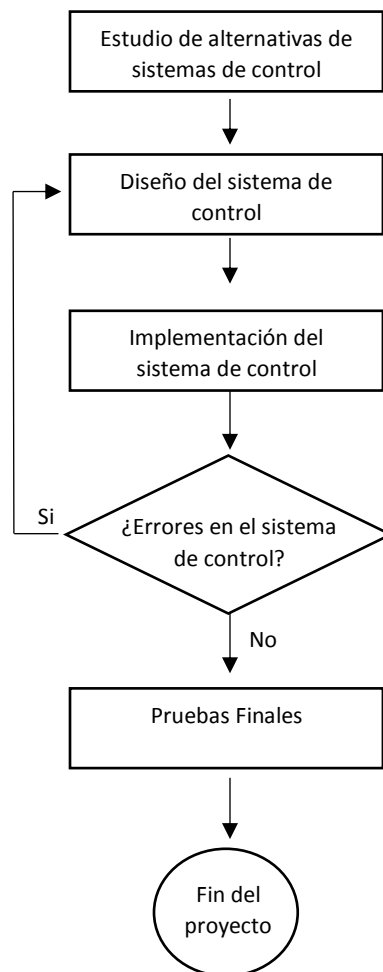 Estudio de alternativas de
sistemas de control
Diseño del sistema de
control
Implementación del
sistema de control
Si
¿Errores en el sistema
de control?
No
Pruebas Finales
Fin del
proyecto